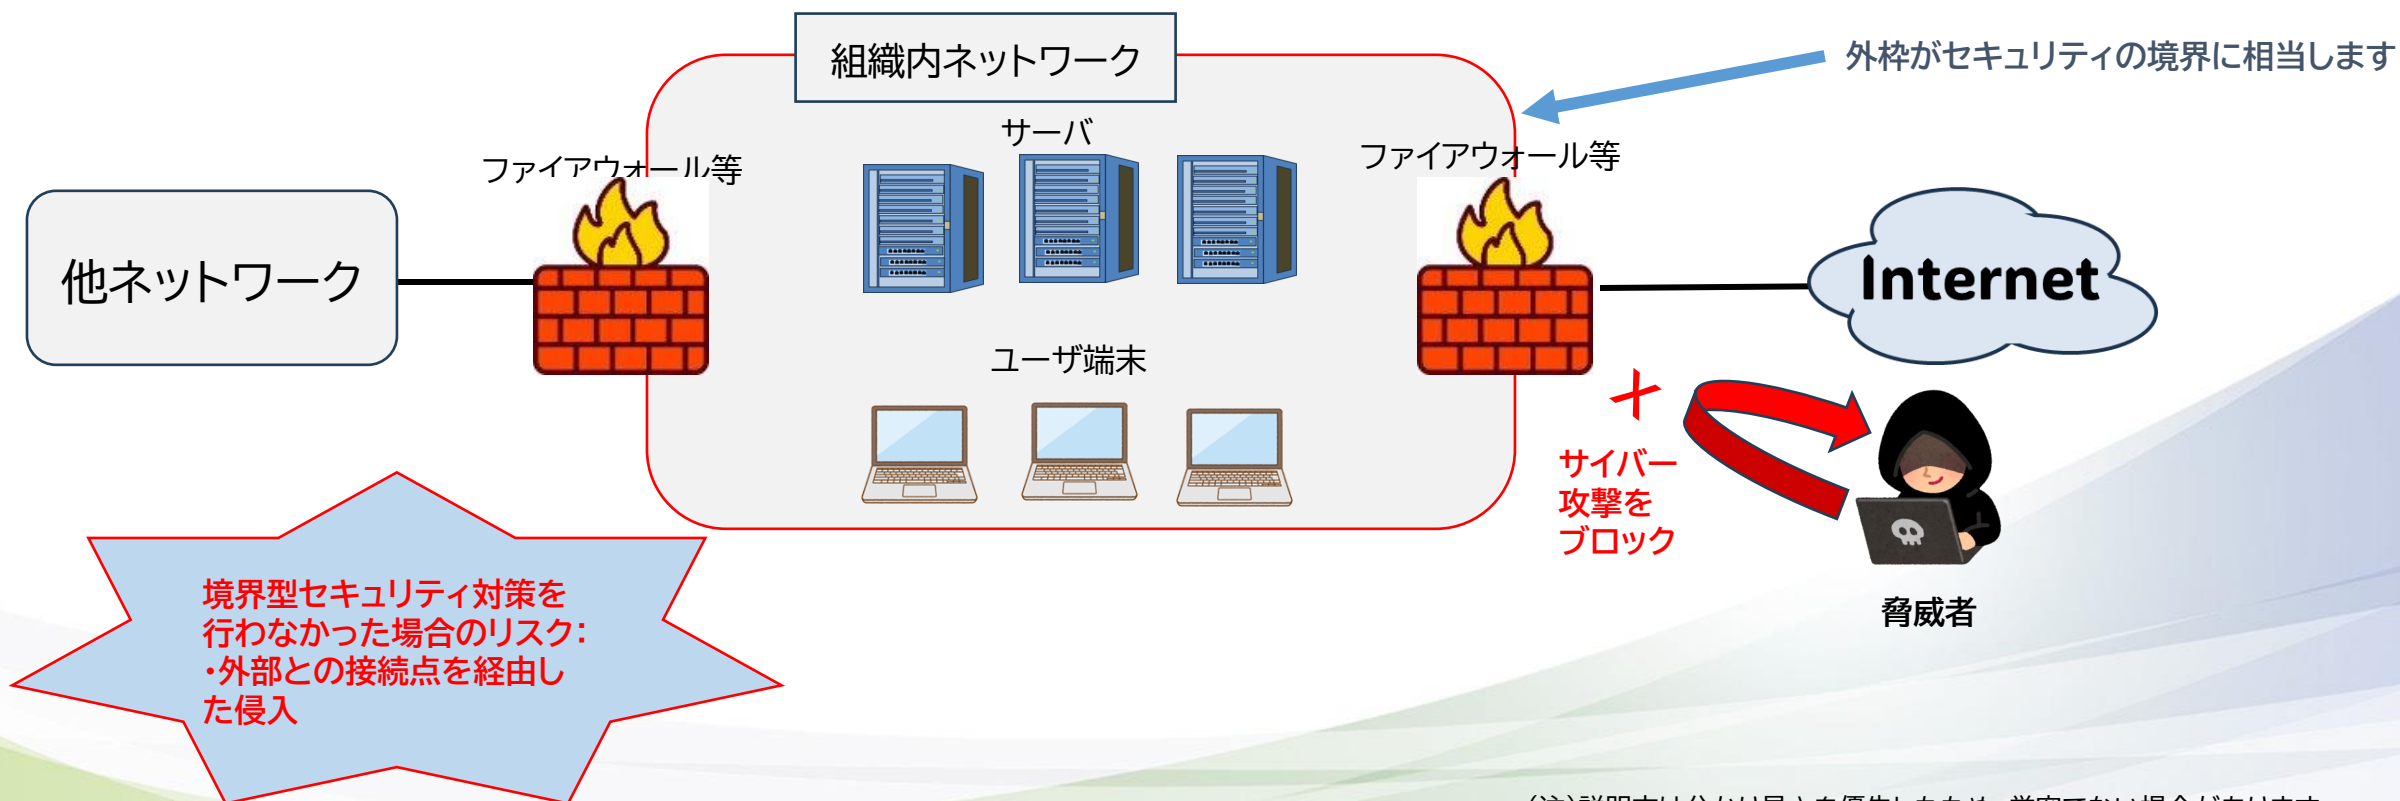 組織内ネットワーク
外枠がセキュリティの境界に相当します
サーバ
ファイアウォール等
ファイアウォール等
他ネットワーク
Internet
ユーザ端末
サイバー
攻撃を
ブロック
脅威者
境界型セキュリティ対策を
行わなかった場合のリスク：
・外部との接続点を経由し
た侵入